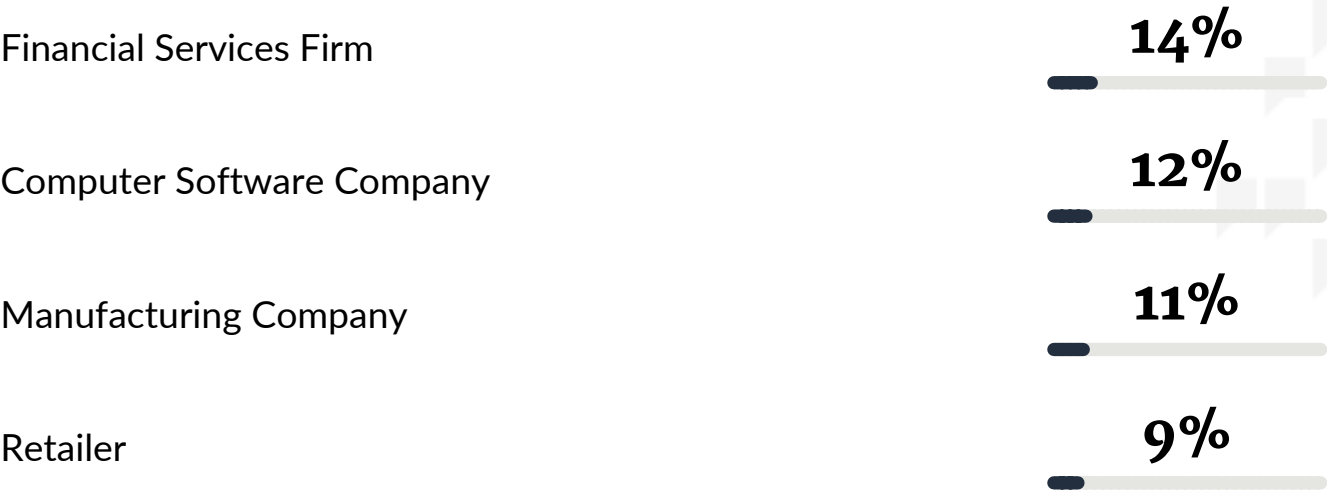 Financial Services Firm 14%
Computer Software Company 12%
Manufacturing Company 11%
Retailer 9%